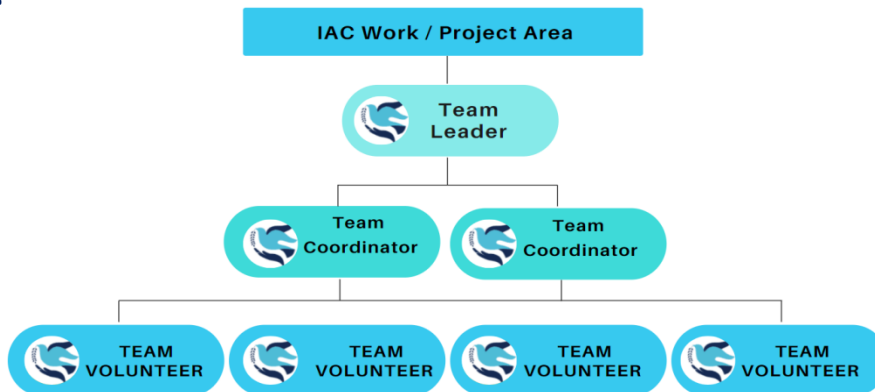 IAC Work / Project Area
Team
Leader
Team
Coordinator
Team
Coordinator
TEAM
VOLUNTEER
TEAM
VOLUNTEER
TEAM
VOLUNTEER
TEAM
VOLUNTEER